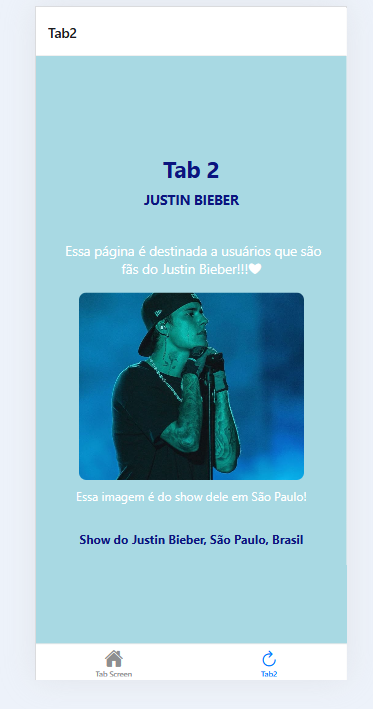 Tab2
Tab 2
JUSTIN BIEBER
Essa página é destinada a usuários que são
fãs do Justin Bieber!!!🤍
Essa imagem é do show dele em São Paulo!
Show do Justin Bieber, São Paulo, Brasil
Tab Screen
Tab2